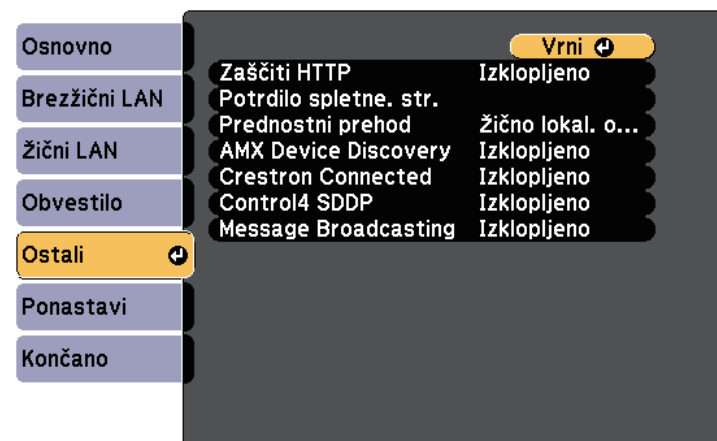 Osnovno
Brezžični LAN
Žični LAN
Obvestilo
Ostali
Ponastavi
Končano
Vrni
Zaščiti HTTP Izklopljeno
Potrdilo spletne. str.
Prednostni prehod Žično lokal. o...
AMX Device Discovery Izklopljeno
Crestron Connected Izklopljeno
Control4 SDDP Izklopljeno
Message Broadcasting Izklopljeno